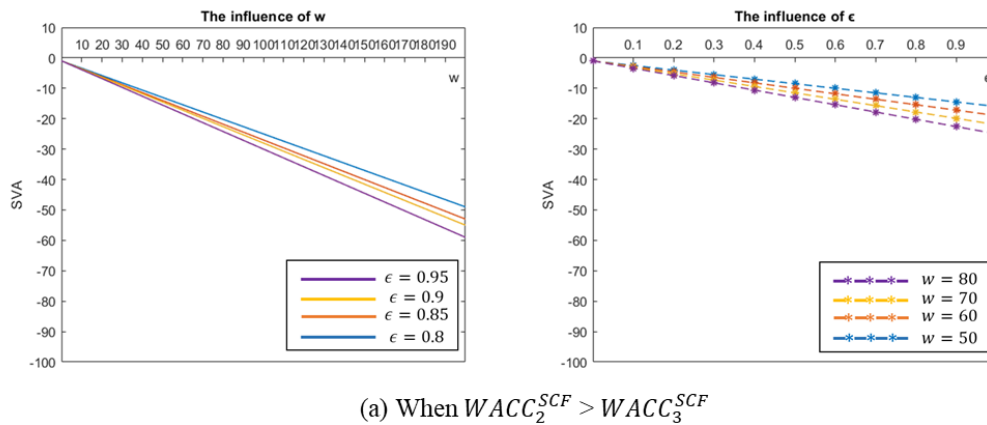 The influence of w
10
10 20 30 40 50 60 70 80 90 100 110 120 130 140 150 160 170 180 190
0
w
-10
-20
-30
-40
-50
-60
-70
-80
-90
-100
SVA
ϵ = 0.95
ϵ = 0.9
ϵ = 0.85
ϵ = 0.8
The influence of ϵ
10
0.1 0.2 0.3 0.4 0.5 0.6 0.7 0.8 0.9
0
ϵ
-10
-20
-30
-40
-50
-60
-70
-80
-90
-100
SVA
w = 80
w = 70
w = 60
w = 50
(a) When WACC₂^SCF > WACC₃^SCF